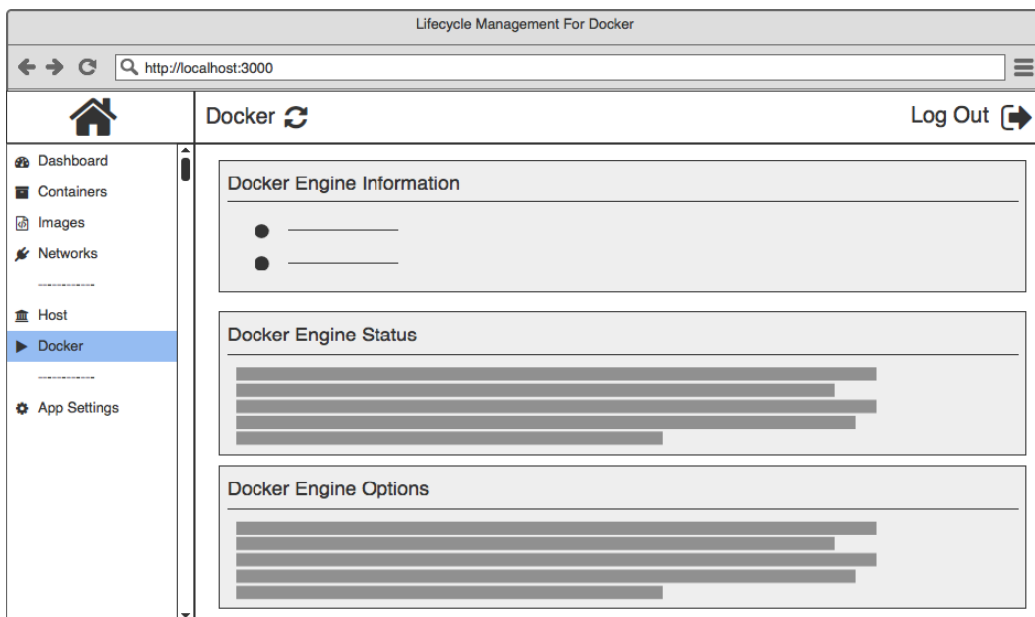 Lifecycle Management For Docker
http://localhost:3000
Docker
Log Out
Dashboard
Containers
Images
Networks
Host
Docker
App Settings
Docker Engine Information
Docker Engine Status
Docker Engine Options